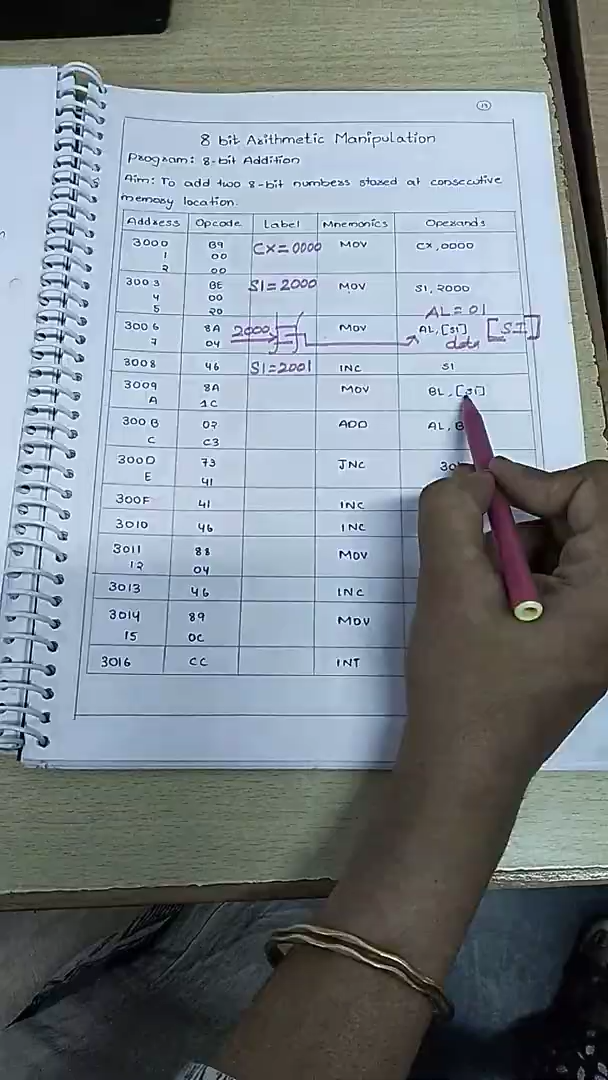 13
8 bit Arithmetic Manipulation
Program: 8-bit Addition
Aim: To add two 8-bit numbers stored at consecutive
memory location.
Address Opcode Label Mnemonics Operands
3000 B9 CX=0000 MOV CX,0000
1 00
2 00
3003 BE SI=2000 MOV SI,2000
4 00
5 20
AL=01
3006 8A 2000 MOV AL,[SI] [SI]
7 04 data
3008 46 SI=2001 INC SI
3009 8A MOV BL,[SI]
A 1C
300B 02 ADD AL,
C C3
300D 73 JNC
E 41
300F 41 INC
3010 46 INC
3011 88 MOV
12 04
3013 46 INC
3014 89 MOV
15 0C
3016 CC INT